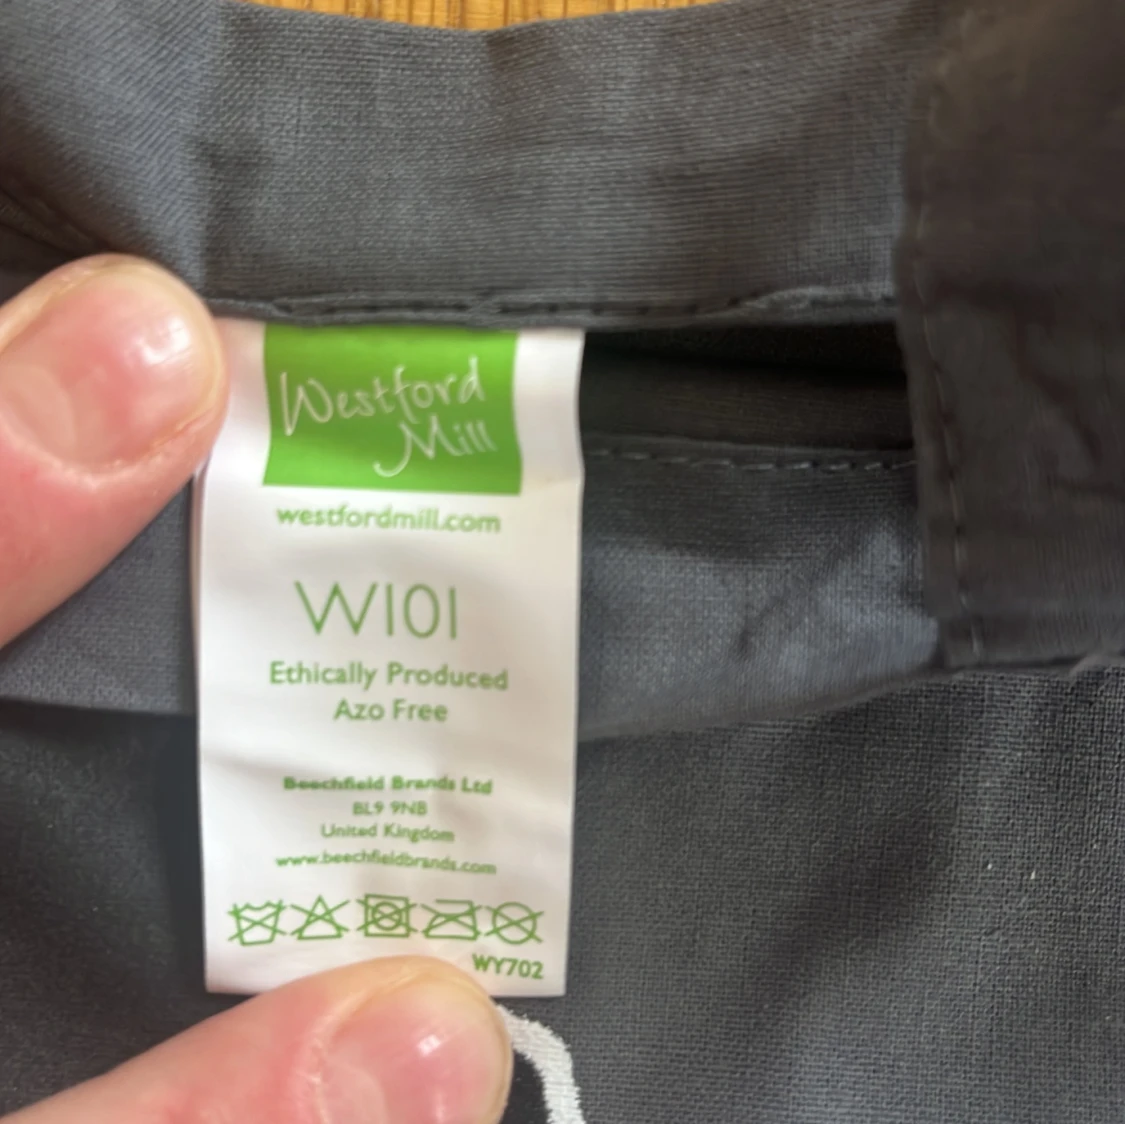 Westford
Mill
westfordmill.com
W101
Ethically Produced
Azo Free
Beechfield Brands Ltd
BL9 9NB
United Kingdom
www.beechfieldbrands.com
WY702